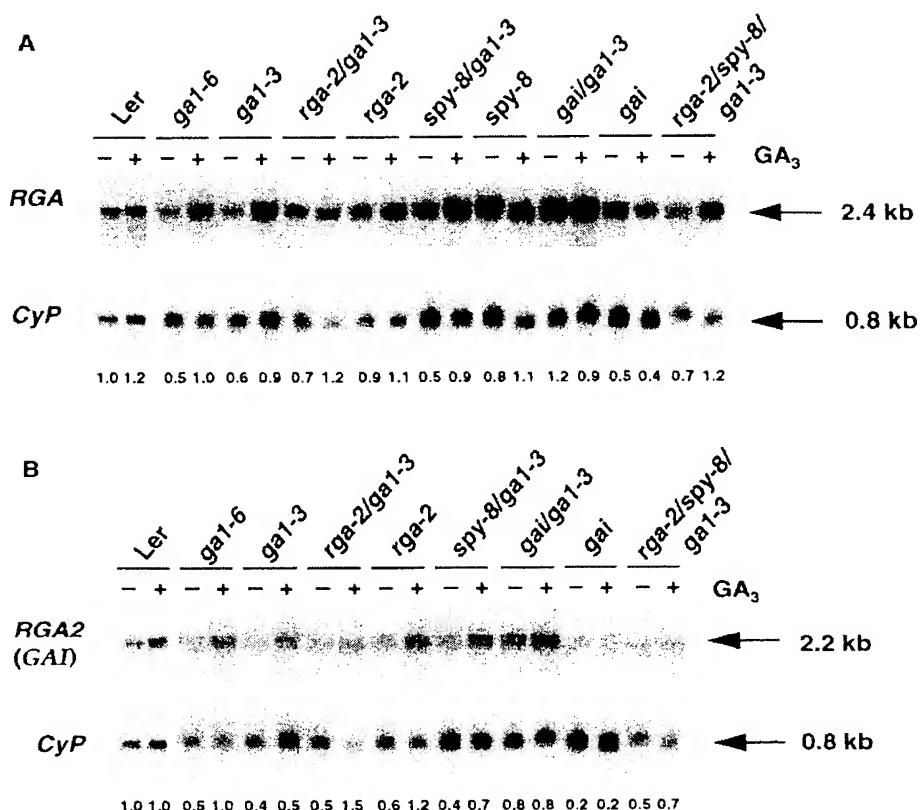 A
Ler ga1-6 ga1-3 rga-2/ga1-3 rga-2 spy-8/ga1-3 spy-8 gai/ga1-3 gai rga-2/spy-8/ga1-3
− + − + − + − + − + − + − + − + − + − + GA3
RGA 2.4 kb
CyP 0.8 kb
1.0 1.2 0.5 1.0 0.6 0.9 0.7 1.2 0.9 1.1 0.5 0.9 0.8 1.1 1.2 0.9 0.5 0.4 0.7 1.2
B
Ler ga1-6 ga1-3 rga-2/ga1-3 rga-2 spy-8/ga1-3 gai/ga1-3 gai rga-2/spy-8/ga1-3
− + − + − + − + − + − + − + − + − + GA3
RGA2 2.2 kb
(GAI)
CyP 0.8 kb
1.0 1.0 0.5 1.0 0.4 0.5 0.5 1.5 0.6 1.2 0.4 0.7 0.8 0.8 0.2 0.2 0.5 0.7